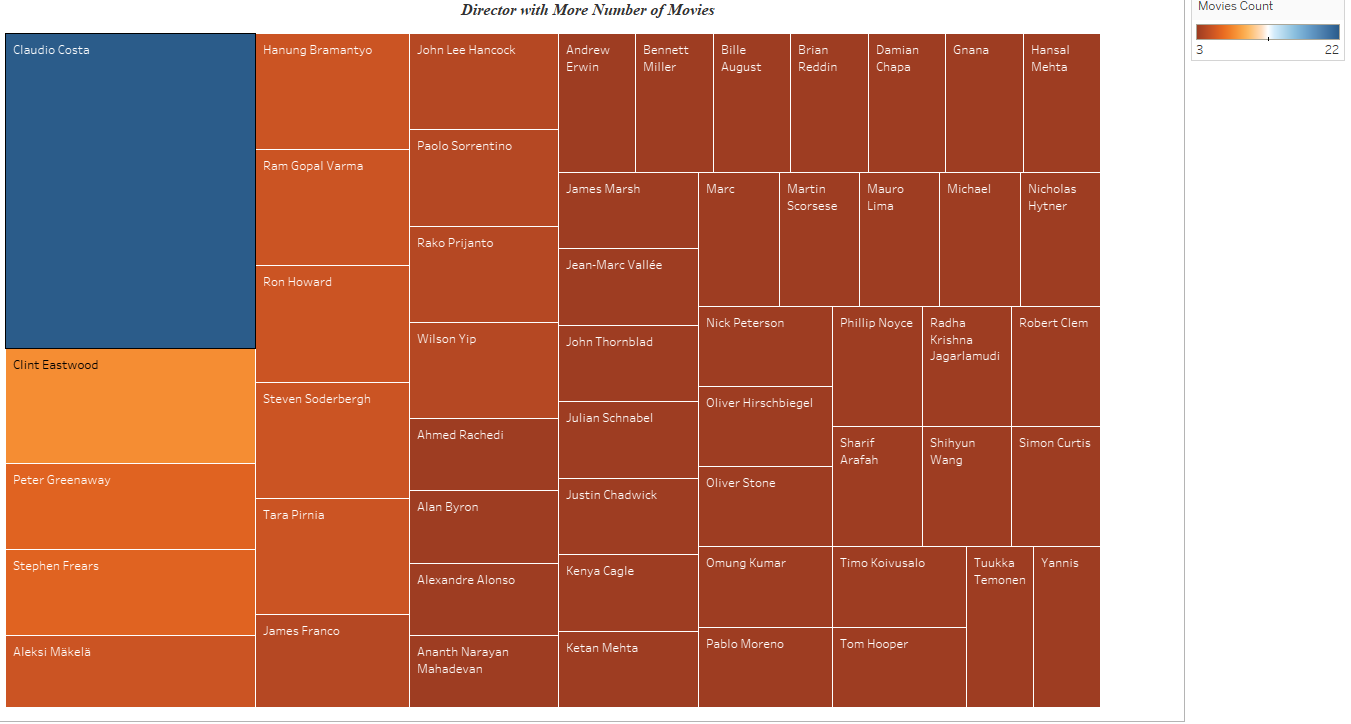 Director with More Number of Movies
Movies Count
3
22
Claudio Costa
Clint Eastwood
Peter Greenaway
Stephen Frears
Aleksi Mäkelä
Hanung Bramantyo
Ram Gopal Varma
Ron Howard
Steven Soderbergh
Tara Pirnia
James Franco
John Lee Hancock
Paolo Sorrentino
Rako Prijanto
Wilson Yip
Ahmed Rachedi
Alan Byron
Alexandre Alonso
Ananth Narayan
Mahadevan
Andrew
Erwin
Bennett
Miller
Bille
August
Brian
Reddin
Damian
Chapa
Gnana
Hansal
Mehta
James Marsh
Jean-Marc Vallée
John Thornblad
Julian Schnabel
Justin Chadwick
Kenya Cagle
Ketan Mehta
Marc
Martin
Scorsese
Mauro
Lima
Michael
Nicholas
Hytner
Nick Peterson
Oliver Hirschbiegel
Oliver Stone
Omung Kumar
Pablo Moreno
Phillip Noyce
Radha
Krishna
Jagarlamudi
Robert Clem
Sharif
Arafah
Shihyun
Wang
Simon Curtis
Timo Koivusalo
Tom Hooper
Tuukka
Temonen
Yannis